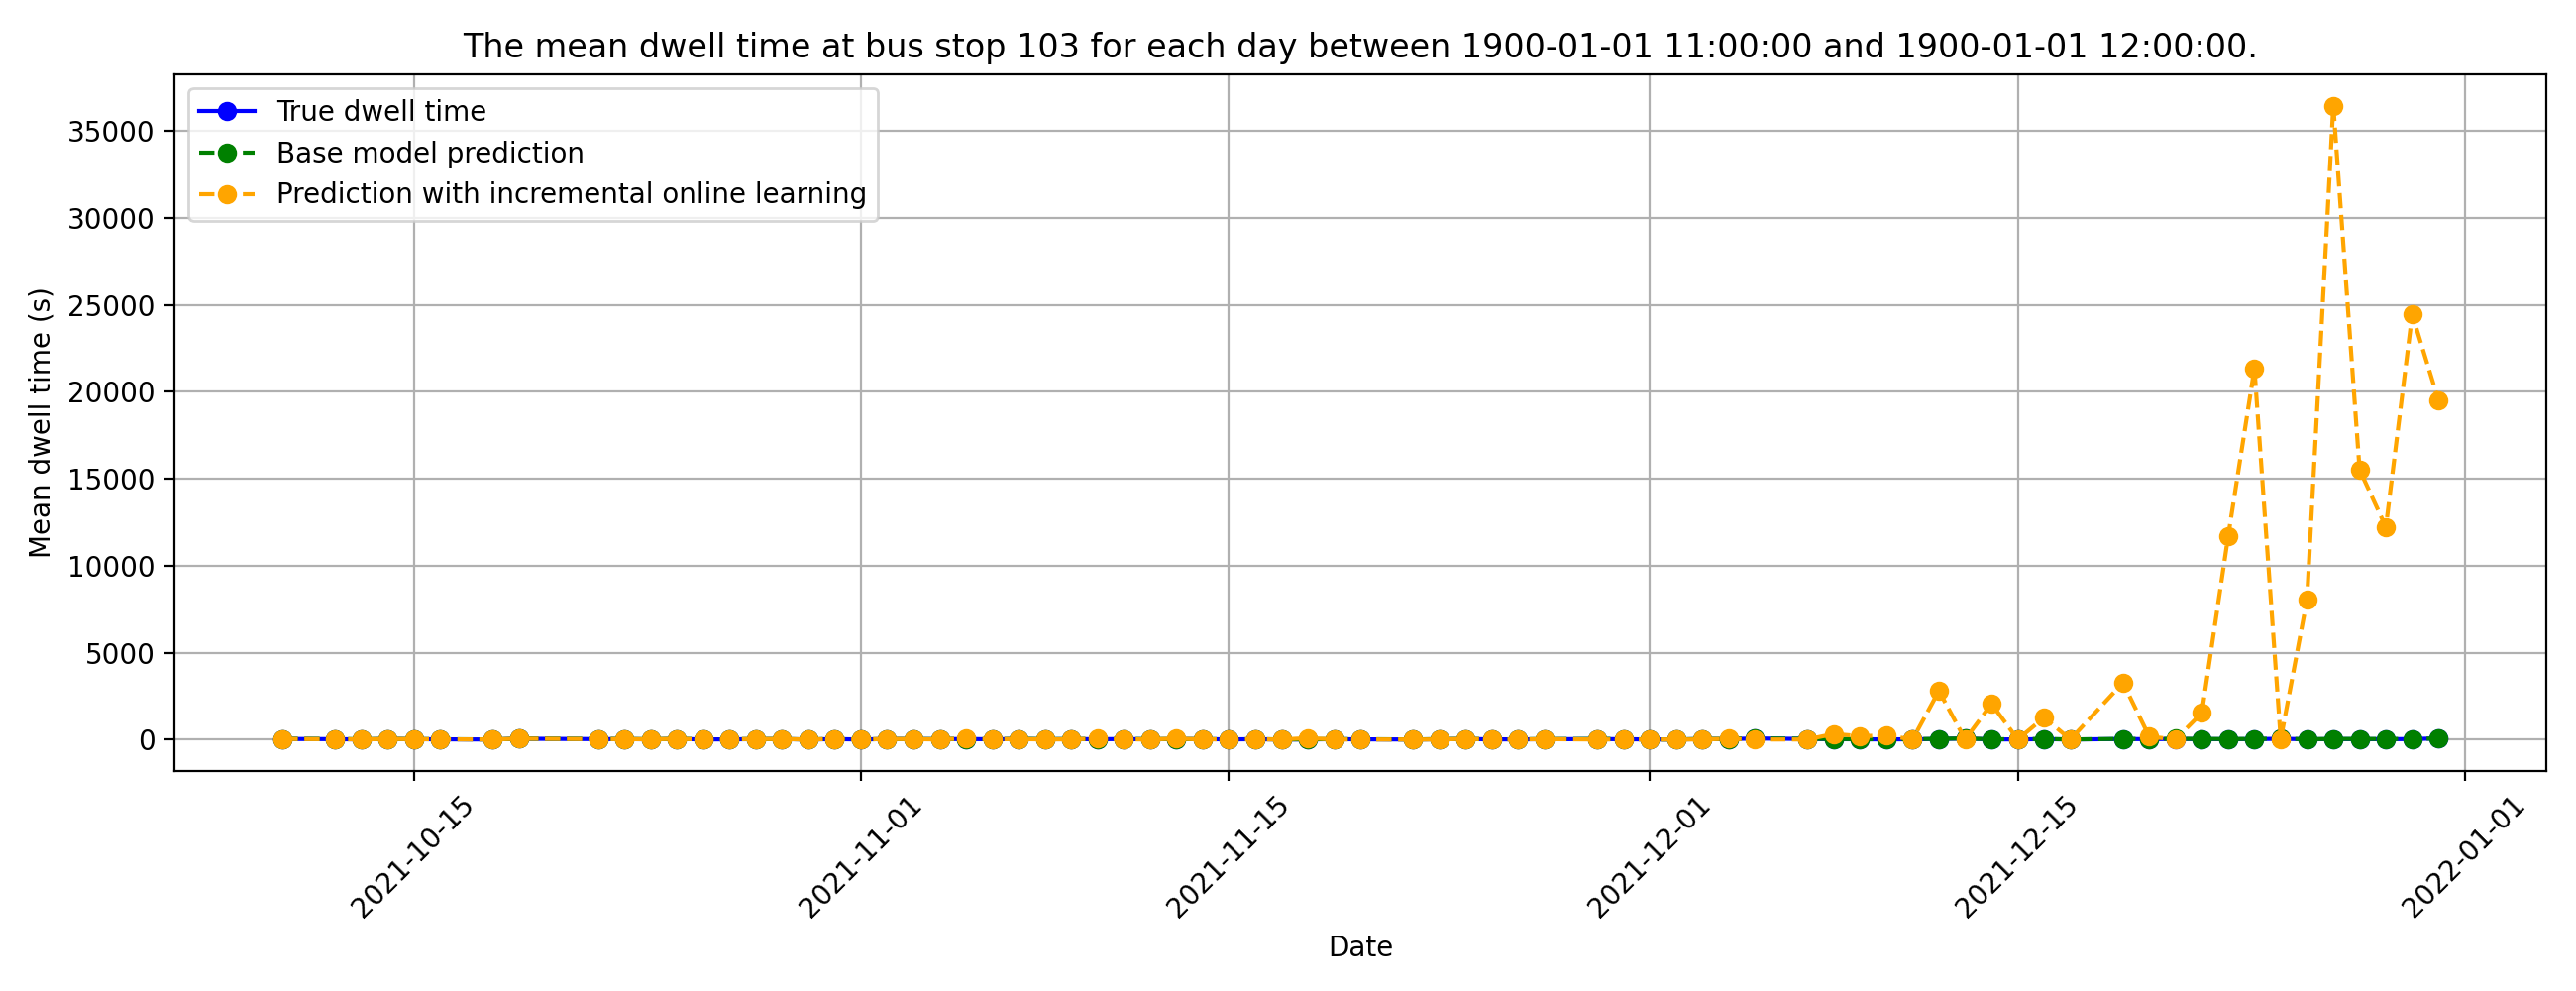 The mean dwell time at bus stop 103 for each day between 1900-01-01 11:00:00 and 1900-01-01 12:00:00.
True dwell time
Base model prediction
Prediction with incremental online learning
Mean dwell time (s)
35000
30000
25000
20000
15000
10000
5000
0
2021-10-15
2021-11-01
2021-11-15
2021-12-01
2021-12-15
2022-01-01
Date